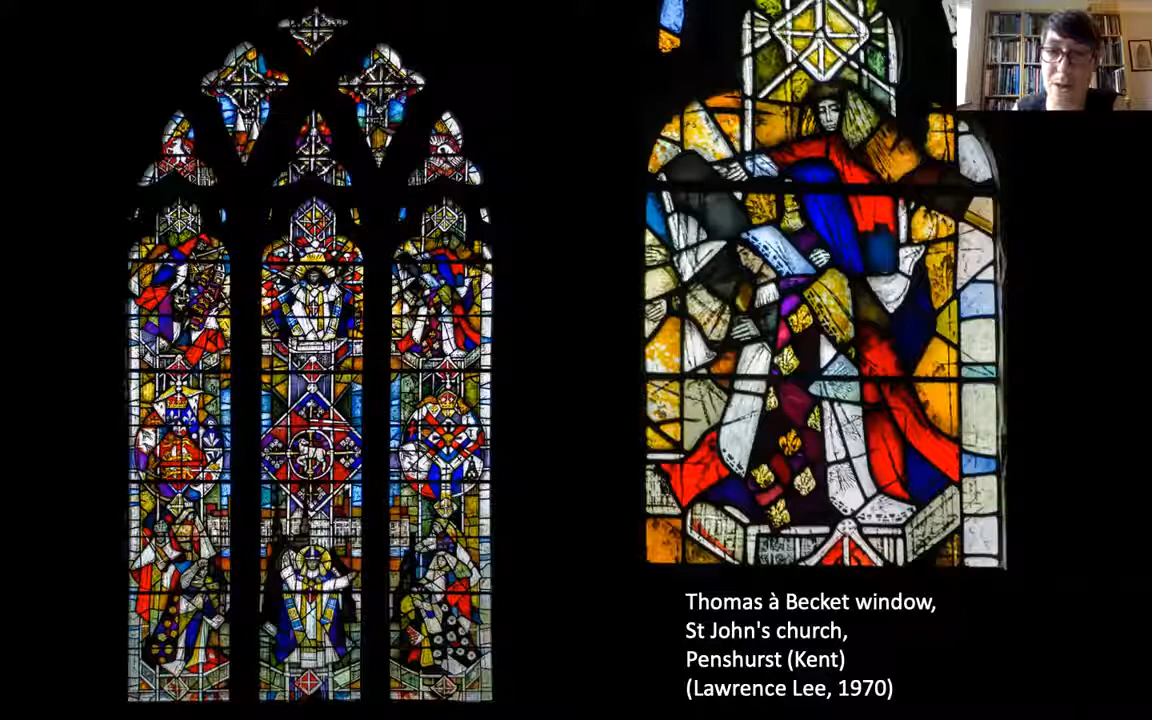 Thomas à Becket window,
St John's church,
Penshurst (Kent)
(Lawrence Lee, 1970)